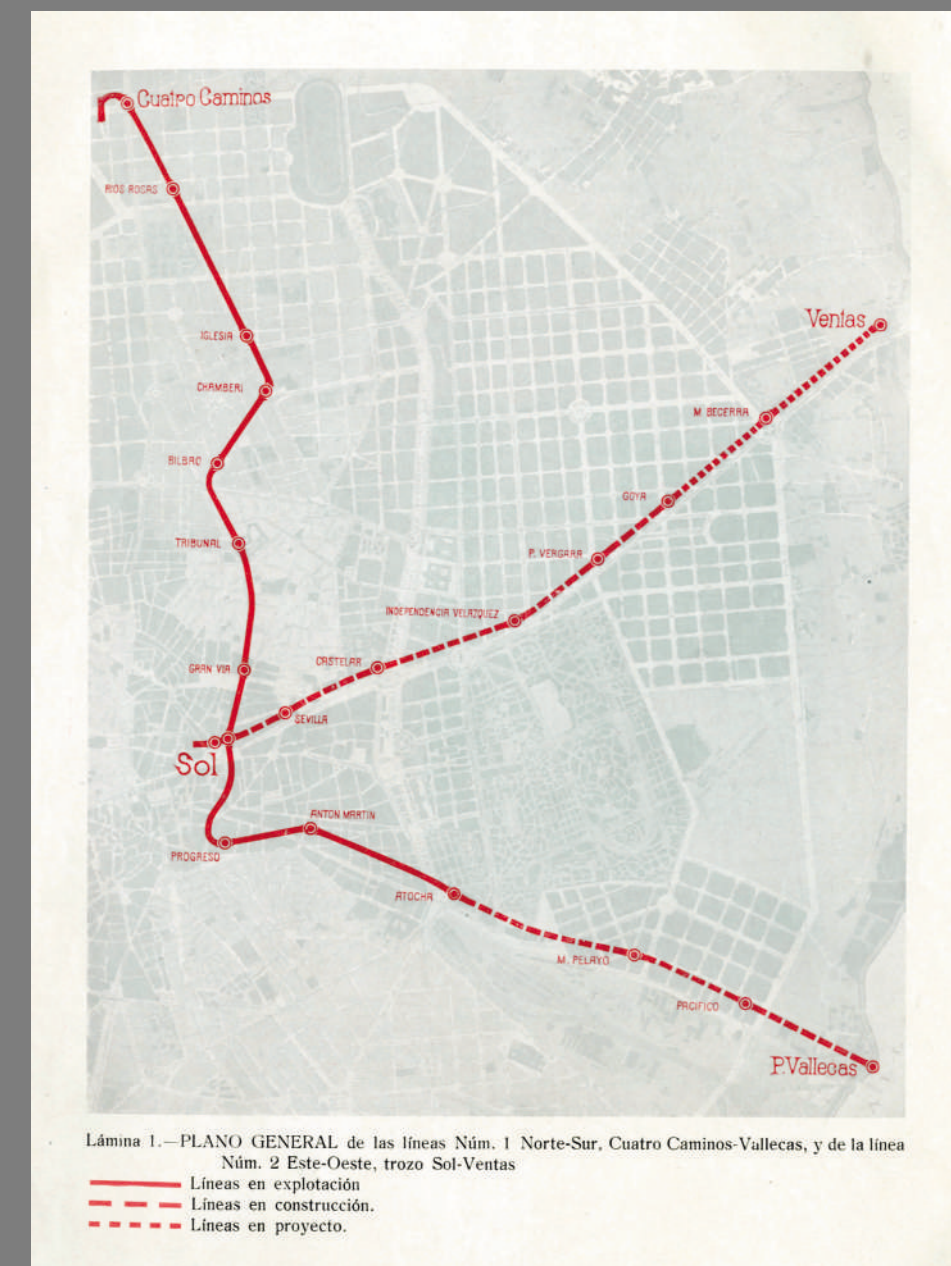 Cuatro Caminos
RIOS ROSAS
IGLESIA
CHAMBERI
BILBAO
TRIBUNAL
GRAN VIA
Sol
SEVILLA
CASTELAR
INDEPENDENCIA VELAZQUEZ
P. VERGARA
GOYA
M. BECERRA
Ventas
PROGRESO
ANTON MARTIN
ATOCHA
M. PELAYO
PACIFICO
P.Vallecas
Lámina 1.—PLANO GENERAL de las líneas Núm. 1 Norte-Sur, Cuatro Caminos-Vallecas, y de la línea
Núm. 2 Este-Oeste, trozo Sol-Ventas
Líneas en explotación
Líneas en construcción.
Líneas en proyecto.